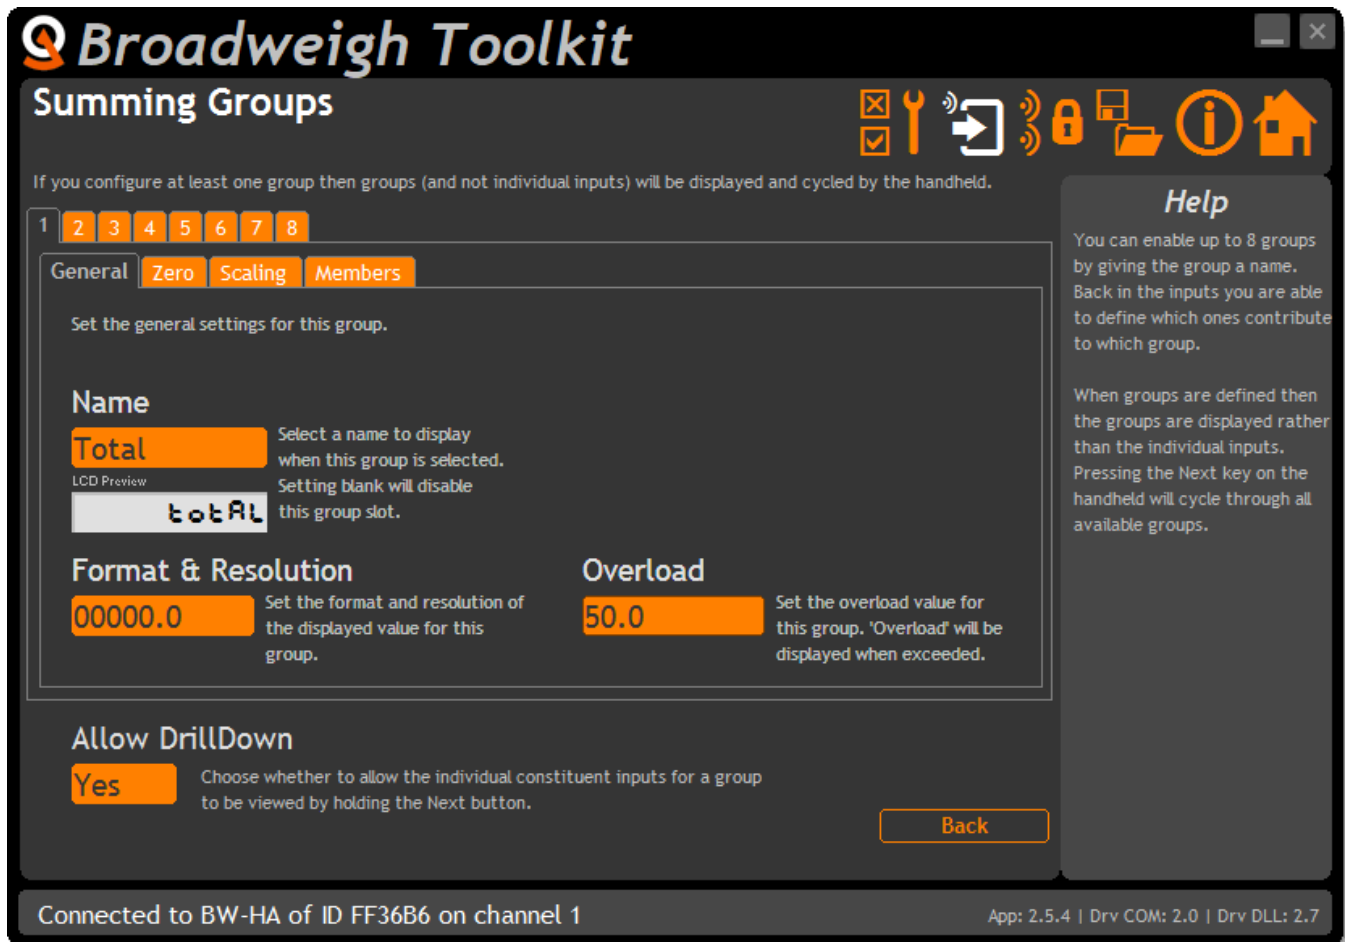 Broadweigh Toolkit
Summing Groups
If you configure at least one group then groups (and not individual inputs) will be displayed and cycled by the handheld.
1 2 3 4 5 6 7 8
General Zero Scaling Members
Set the general settings for this group.
Name
Total
LCD Preview
totAL
Select a name to display
when this group is selected.
Setting blank will disable
this group slot.
Format & Resolution
00000.0
Set the format and resolution of
the displayed value for this
group.
Overload
50.0
Set the overload value for
this group. 'Overload' will be
displayed when exceeded.
Allow DrillDown
Yes
Choose whether to allow the individual constituent inputs for a group
to be viewed by holding the Next button.
Back
Help
You can enable up to 8 groups
by giving the group a name.
Back in the inputs you are able
to define which ones contribute
to which group.
When groups are defined then
the groups are displayed rather
than the individual inputs.
Pressing the Next key on the
handheld will cycle through all
available groups.
Connected to BW-HA of ID FF36B6 on channel 1
App: 2.5.4 | Drv COM: 2.0 | Drv DLL: 2.7